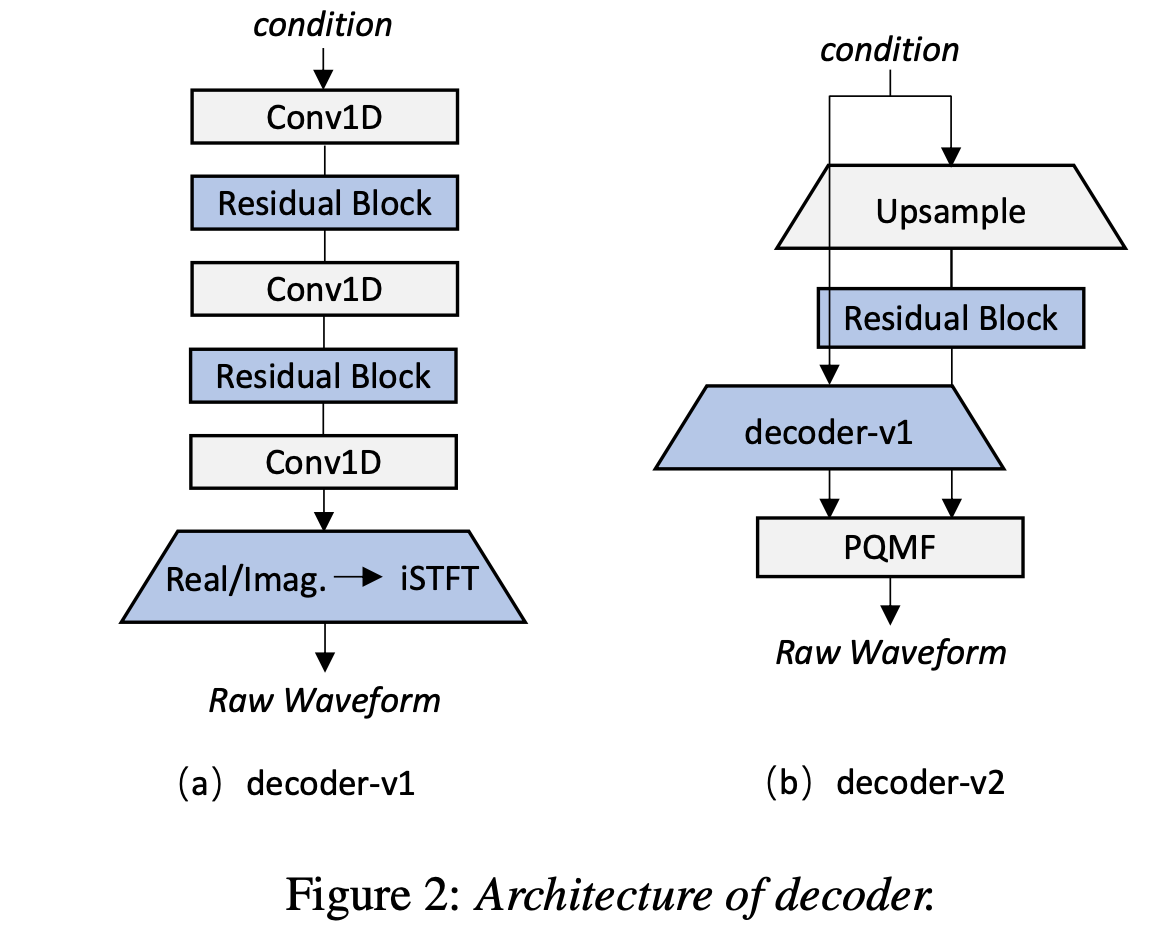 condition
Conv1D
Residual Block
Conv1D
Residual Block
Conv1D
Real/Imag. iSTFT
Raw Waveform
（a）decoder-v1
condition
Upsample
Residual Block
decoder-v1
PQMF
Raw Waveform
（b）decoder-v2
Figure 2: Architecture of decoder.